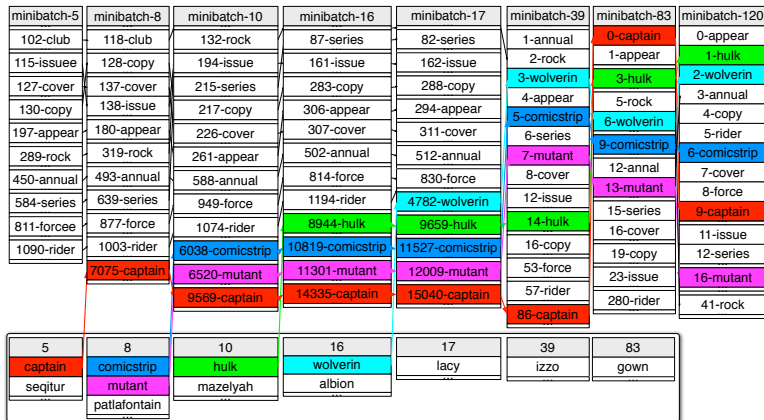 minibatch-5
102-club
115-issuee
127-cover
130-copy
197-appear
289-rock
450-annual
584-series
811-forcee
1090-rider
...
minibatch-8
118-club
128-copy
137-cover
138-issue
180-appear
319-rock
493-annual
639-series
877-force
1003-rider
7075-captain
...
minibatch-10
132-rock
194-issue
215-series
217-copy
226-cover
261-appear
588-annual
949-force
1074-rider
6038-comicstrip
6520-mutant
9569-captain
...
minibatch-16
87-series
161-issue
283-copy
306-appear
307-cover
502-annual
814-force
1194-rider
8944-hulk
10819-comicstrip
11301-mutant
14335-captain
...
minibatch-17
82-series
162-issue
288-copy
294-appear
311-cover
512-annual
830-force
4782-wolverin
9659-hulk
11527-comicstrip
12009-mutant
15040-captain
...
minibatch-39
1-annual
2-rock
3-wolverin
4-appear
5-comicstrip
6-series
7-mutant
8-cover
12-issue
14-hulk
16-copy
53-force
57-rider
86-captain
...
minibatch-83
0-captain
1-appear
3-hulk
5-rock
6-wolverin
9-comicstrip
12-annal
13-mutant
15-series
16-cover
19-copy
23-issue
280-rider
...
minibatch-120
0-appear
1-hulk
2-wolverin
3-annual
4-copy
5-rider
6-comicstrip
7-cover
8-force
9-captain
11-issue
12-series
16-mutant
41-rock
...
5
captain
seqitur
...
8
comicstrip
mutant
patlafontain
...
10
hulk
mazelyah
...
16
wolverin
albion
...
17
lacy
...
39
izzo
...
83
gown
...